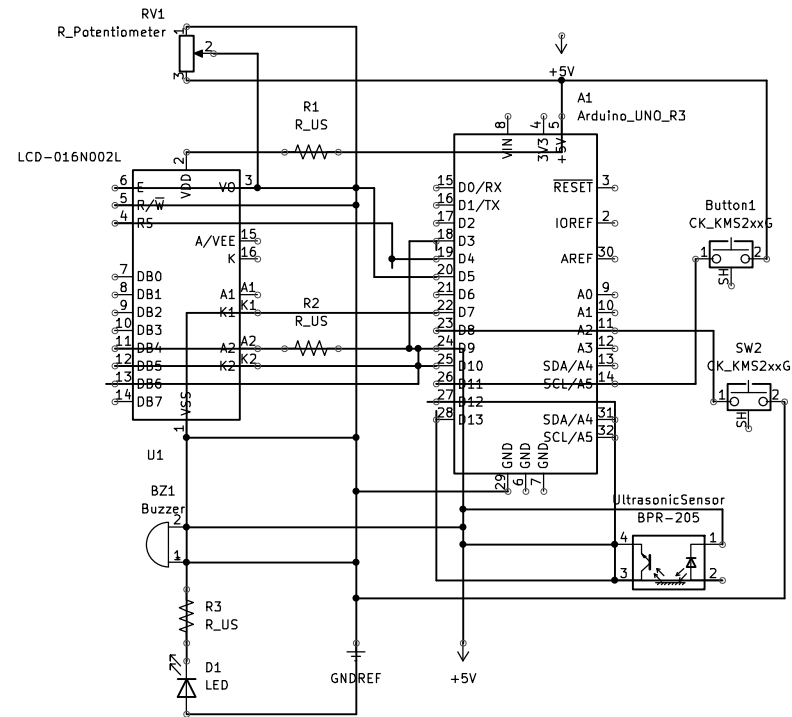 RV1
R_Potentiometer
1
2
3
+5V
A1
Arduino_UNO_R3
R1
R_US
LCD-016N002L
2
VDD
8
VIN
4
3V3
5
+5V
6 E
VO 3
5 R/W
4 RS
A/VEE 15
K 16
7 DB0
8 DB1
A1 A1
9 DB2
K1 K1
10 DB3
11 DB4
A2 A2
12 DB5
K2 K2
13 DB6
14 DB7
VSS
1
U1
R2
R_US
15 D0/RX
16 D1/TX
17 D2
18 D3
19 D4
20 D5
21 D6
22 D7
23 D8
24 D9
25 D10
26 D11
27 D12
28 D13
RESET 3
IOREF 2
AREF 30
A0 9
A1 10
A2 11
A3 12
SDA/A4 13
SCL/A5 14
SDA/A4 31
SCL/A5 32
GND
29
GND
6
GND
7
Button1
CK_KMS2xxG
1
2
SH
SW2
CK_KMS2xxG
1
2
SH
BZ1
Buzzer
2
1
UltrasonicSensor
BPR-205
4
1
3
2
R3
R_US
D1
LED
GNDREF
+5V